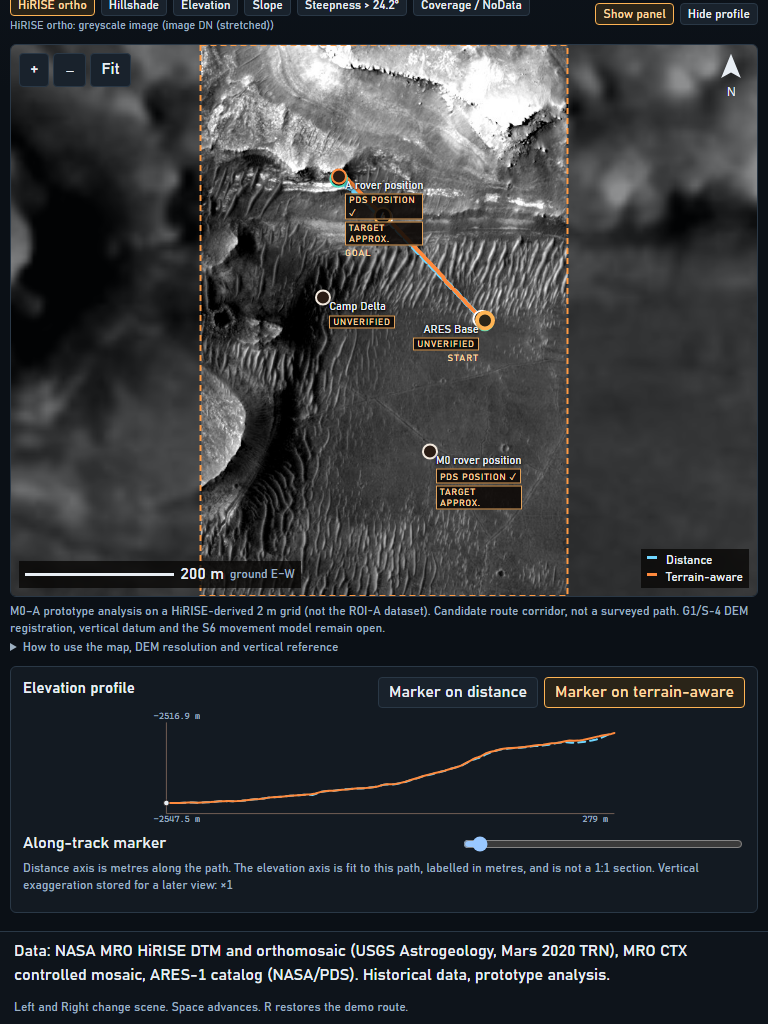 HiRISE ortho
Hillshade
Elevation
Slope
Steepness > 24.2°
Coverage / NoData
Show panel
Hide profile
HiRISE ortho: greyscale image (image DN (stretched))
+
–
Fit
N
A rover position
PDS POSITION
✓
TARGET
APPROX.
GOAL
Camp Delta
UNVERIFIED
ARES Base
UNVERIFIED
START
M0 rover position
PDS POSITION ✓
TARGET
APPROX.
200 m ground E–W
Distance
Terrain-aware
M0–A prototype analysis on a HiRISE-derived 2 m grid (not the ROI-A dataset). Candidate route corridor, not a surveyed path. G1/S-4 DEM
registration, vertical datum and the S6 movement model remain open.
▶ How to use the map, DEM resolution and vertical reference
Elevation profile
Marker on distance
Marker on terrain-aware
−2516.9 m
−2547.5 m
279 m
Along-track marker
Distance axis is metres along the path. The elevation axis is fit to this path, labelled in metres, and is not a 1:1 section. Vertical
exaggeration stored for a later view: ×1
Data: NASA MRO HiRISE DTM and orthomosaic (USGS Astrogeology, Mars 2020 TRN), MRO CTX
controlled mosaic, ARES-1 catalog (NASA/PDS). Historical data, prototype analysis.
Left and Right change scene. Space advances. R restores the demo route.